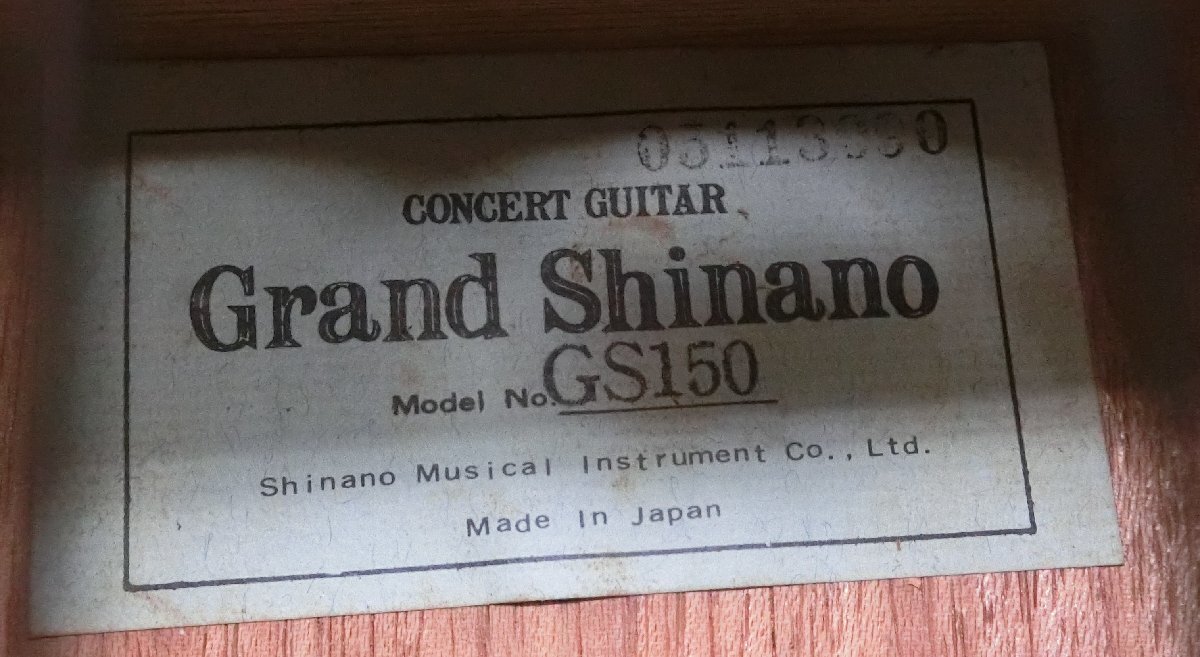 CONCERT GUITAR
Grand Shinano
Model No. GS150
Shinano Musical Instrument Co., Ltd.
Made In Japan